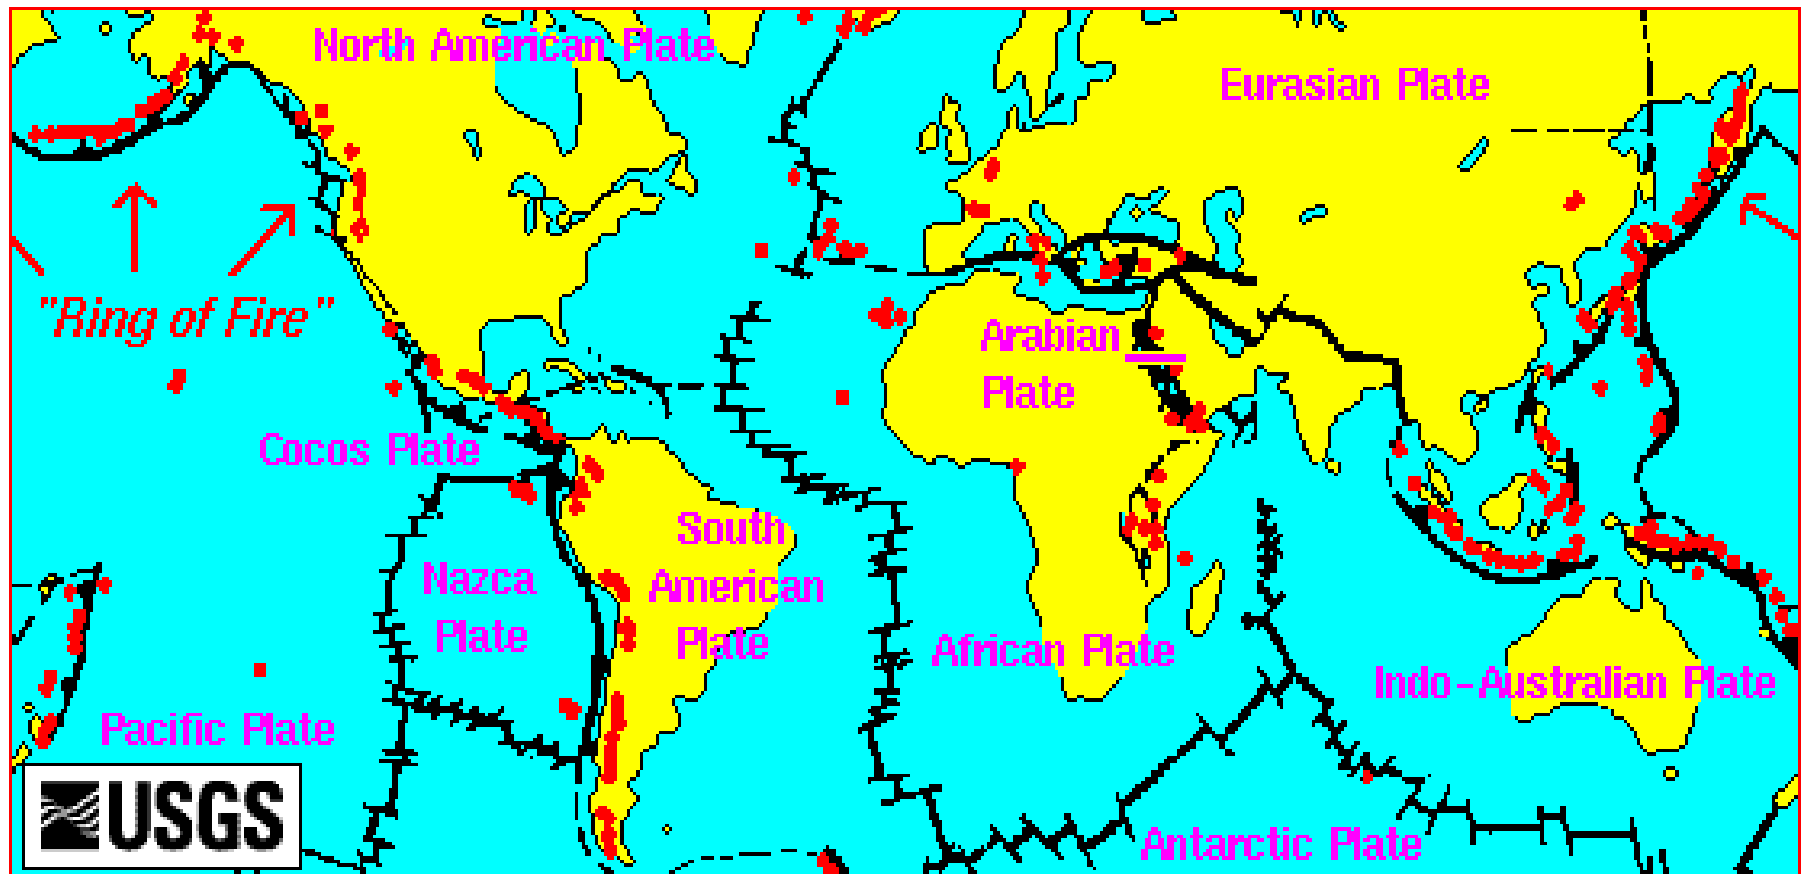 North American Plate
Eurasian Plate
"Ring of Fire"
Arabian
Plate
Cocos Plate
South
American
Plate
Nazca
Plate
African Plate
Indo-Australian Plate
Pacific Plate
USGS
Antarctic Plate